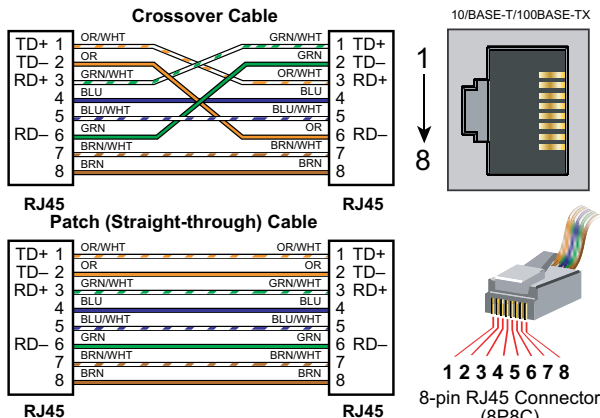 Crossover Cable
TD+ 1 OR/WHT GRN/WHT 1 TD+
TD– 2 OR GRN 2 TD–
RD+ 3 GRN/WHT OR/WHT 3 RD+
4 BLU BLU 4
5 BLU/WHT BLU/WHT 5
RD– 6 GRN OR 6 RD–
7 BRN/WHT BRN/WHT 7
8 BRN BRN 8
RJ45 RJ45
10/BASE-T/100BASE-TX
1
8
Patch (Straight-through) Cable
TD+ 1 OR/WHT OR/WHT 1 TD+
TD– 2 OR OR 2 TD–
RD+ 3 GRN/WHT GRN/WHT 3 RD+
4 BLU BLU 4
5 BLU/WHT BLU/WHT 5
RD– 6 GRN GRN 6 RD–
7 BRN/WHT BRN/WHT 7
8 BRN BRN 8
RJ45 RJ45
1 2 3 4 5 6 7 8
8-pin RJ45 Connector
(8P8C)